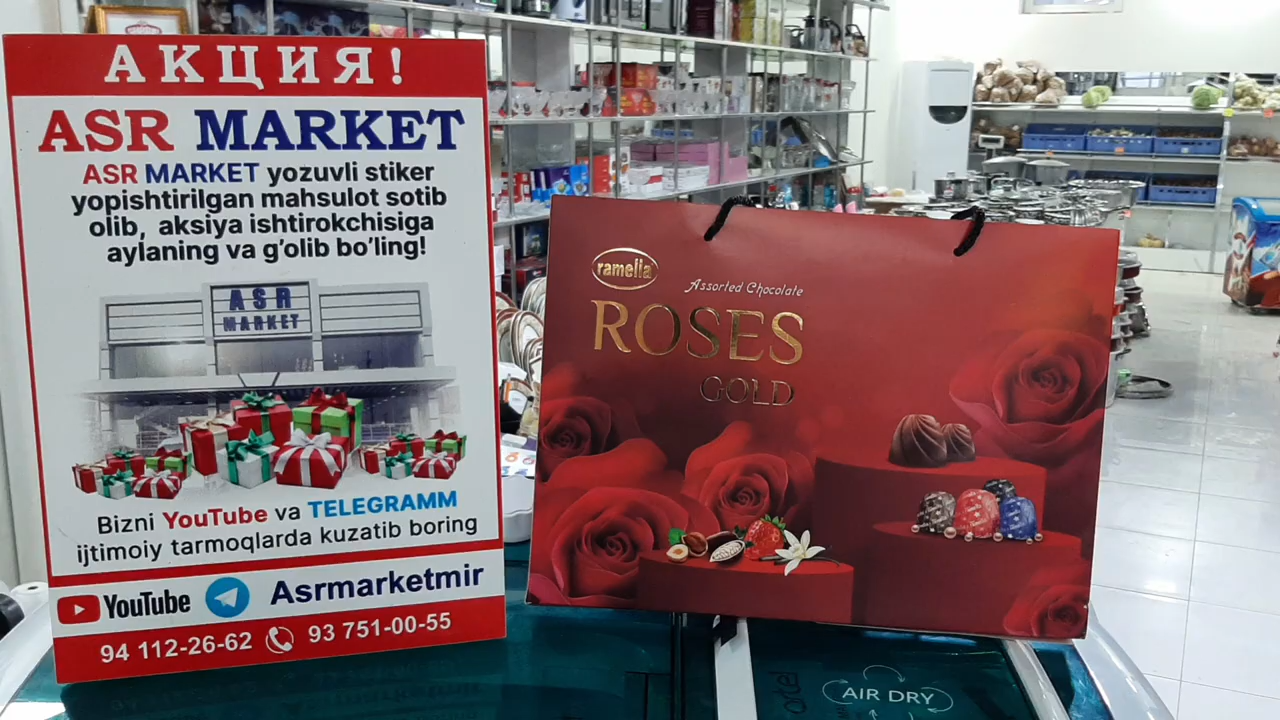 АКЦИЯ!
ASR MARKET
ASR MARKET yozuvli stiker
yopishtirilgan mahsulot sotib
olib, aksiya ishtirokchisiga
aylaning va g'olib bo'ling!
ASR
MARKET
Bizni YouTube va TELEGRAMM
ijtimoiy tarmoqlarda kuzatib boring
YouTube Asrmarketmir
94 112-26-62 93 751-00-55
ramelia
Assorted Chocolate
ROSES
GOLD
AIR DRY